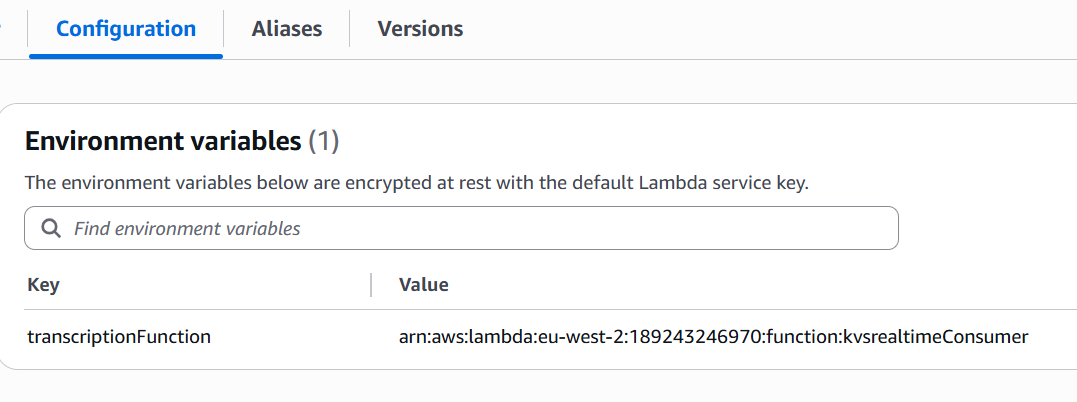 Configuration
Aliases
Versions
Environment variables (1)
The environment variables below are encrypted at rest with the default Lambda service key.
Find environment variables
Key
Value
transcriptionFunction
arn:aws:lambda:eu-west-2:189243246970:function:kvsrealtimeConsumer